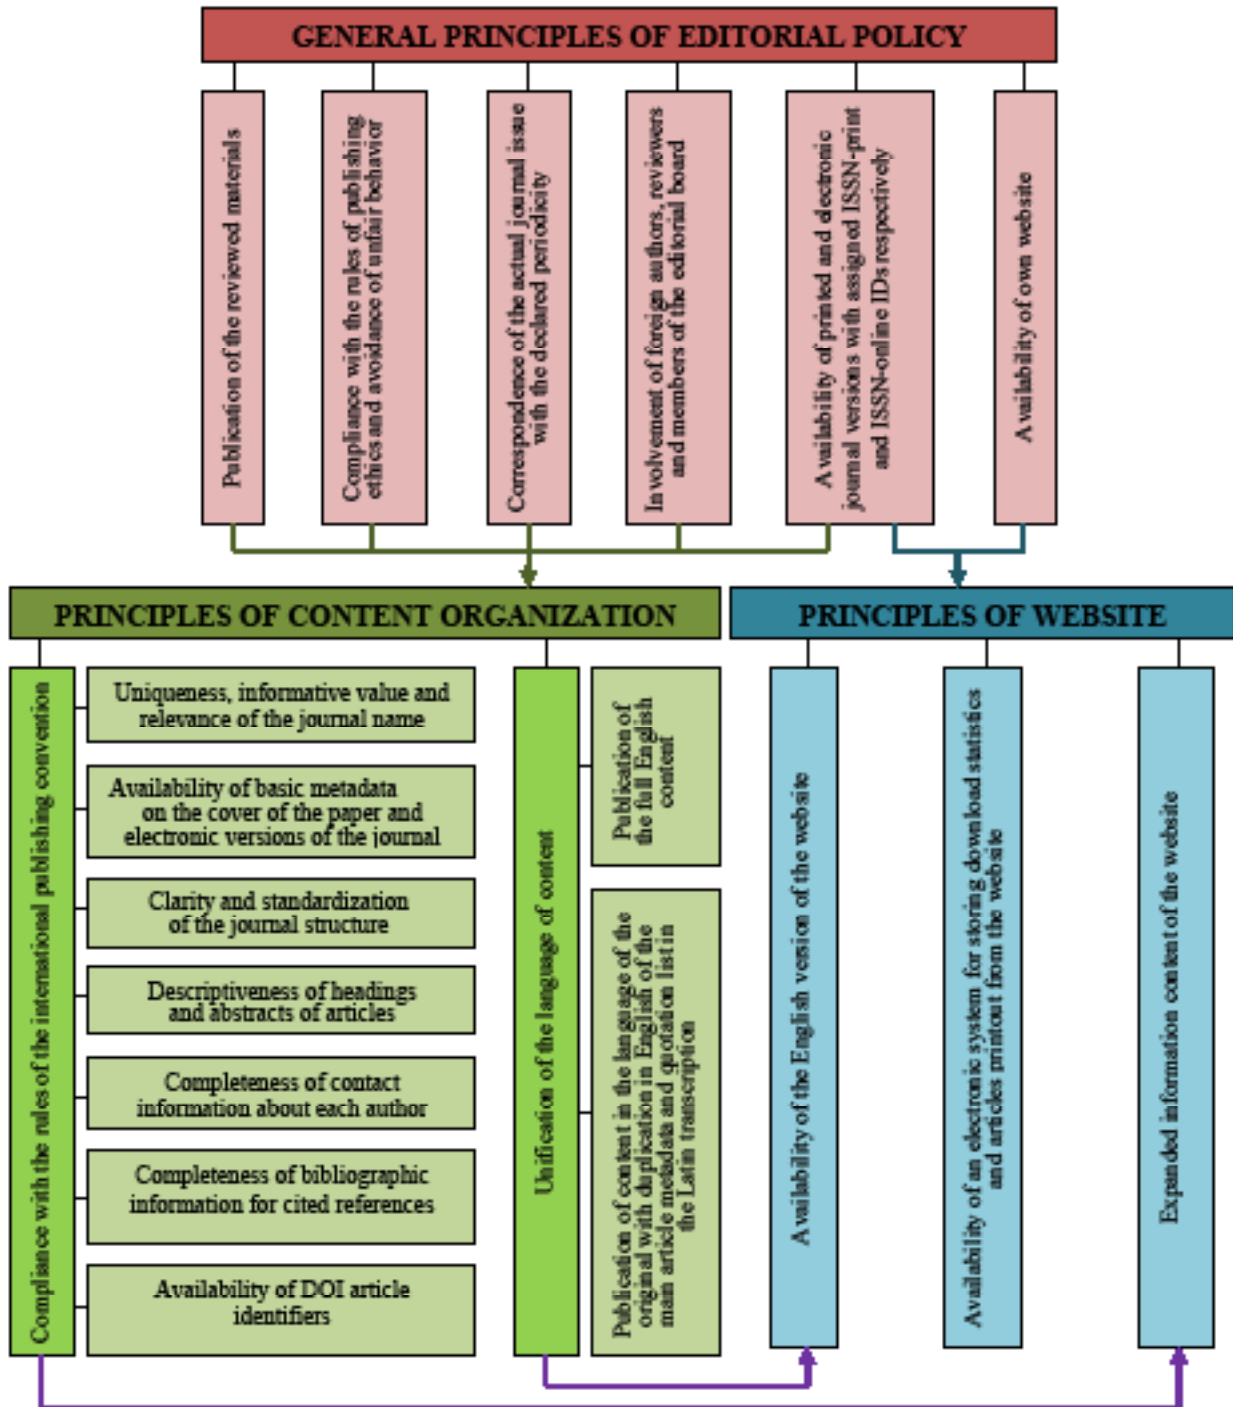 GENERAL PRINCIPLES OF EDITORIAL POLICY
Publication of the reviewed materials
Compliance with the rules of publishing
ethics and avoidance of unfair behavior
Correspondence of the actual journal issue
with the declared periodicity
Involvement of foreign authors, reviewers
and members of the editorial board
Availability of printed and electronic
journal versions with assigned ISSN-print
and ISSN-online IDs respectively
Availability of own website
PRINCIPLES OF CONTENT ORGANIZATION
Compliance with the rules of the international publishing convention
Uniqueness, informative value and
relevance of the journal name
Availability of basic metadata
on the cover of the paper and
electronic versions of the journal
Clarity and standardization
of the journal structure
Descriptiveness of headings
and abstracts of articles
Completeness of contact
information about each author
Completeness of bibliographic
information for cited references
Availability of DOI article
identifiers
Unification of the language of content
Publication of
the full English
content
Publication of content in the language of the
original with duplication in English of the
main article metadata and quotation list in
the Latin transcription
PRINCIPLES OF WEBSITE
Availability of the English version of the website
Availability of an electronic system for storing download statistics
and articles printout from the website
Expanded information content of the website